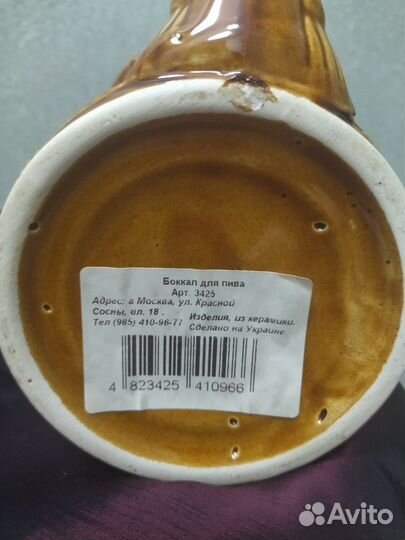 Боккал для пива
Арт. 3425
Адрес: г Москва, ул. Красной
Сосны, вл. 18 .
Изделия, из керамики.
Тел (985) 410-96-77
Сделано на Украине
4 823425 410966
Avito